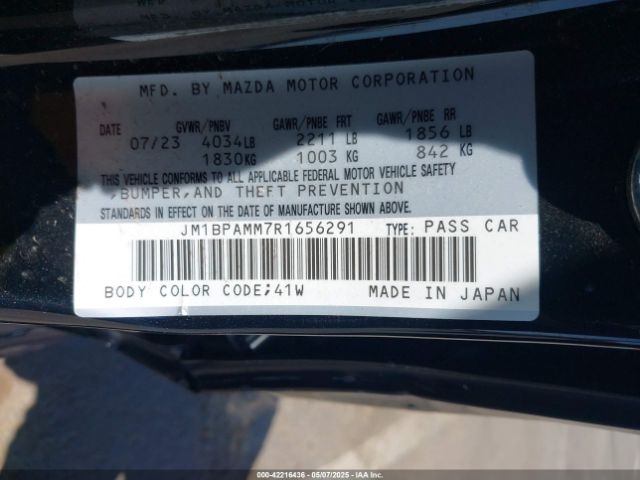 MFD. BY MAZDA MOTOR CORPORATION
DATE GVWR/PNBV GAWR/PNBE FRT GAWR/PNBE RR
07/23 4034LB 2211 LB 1856 LB
1830KG 1003 KG 842 KG
THIS VEHICLE CONFORMS TO ALL APPLICABLE FEDERAL MOTOR VEHICLE SAFETY
,BUMPER,AND THEFT PREVENTION
STANDARDS IN EFFECT ON THE DATE OF MANUFACTURE SHOWN ABOVE.
JM1BPAMM7R1656291 TYPE: PASS CAR
BODY COLOR CODE;41W MADE IN JAPAN
000-42216436 - 05/07/2025 - IAAI.COM